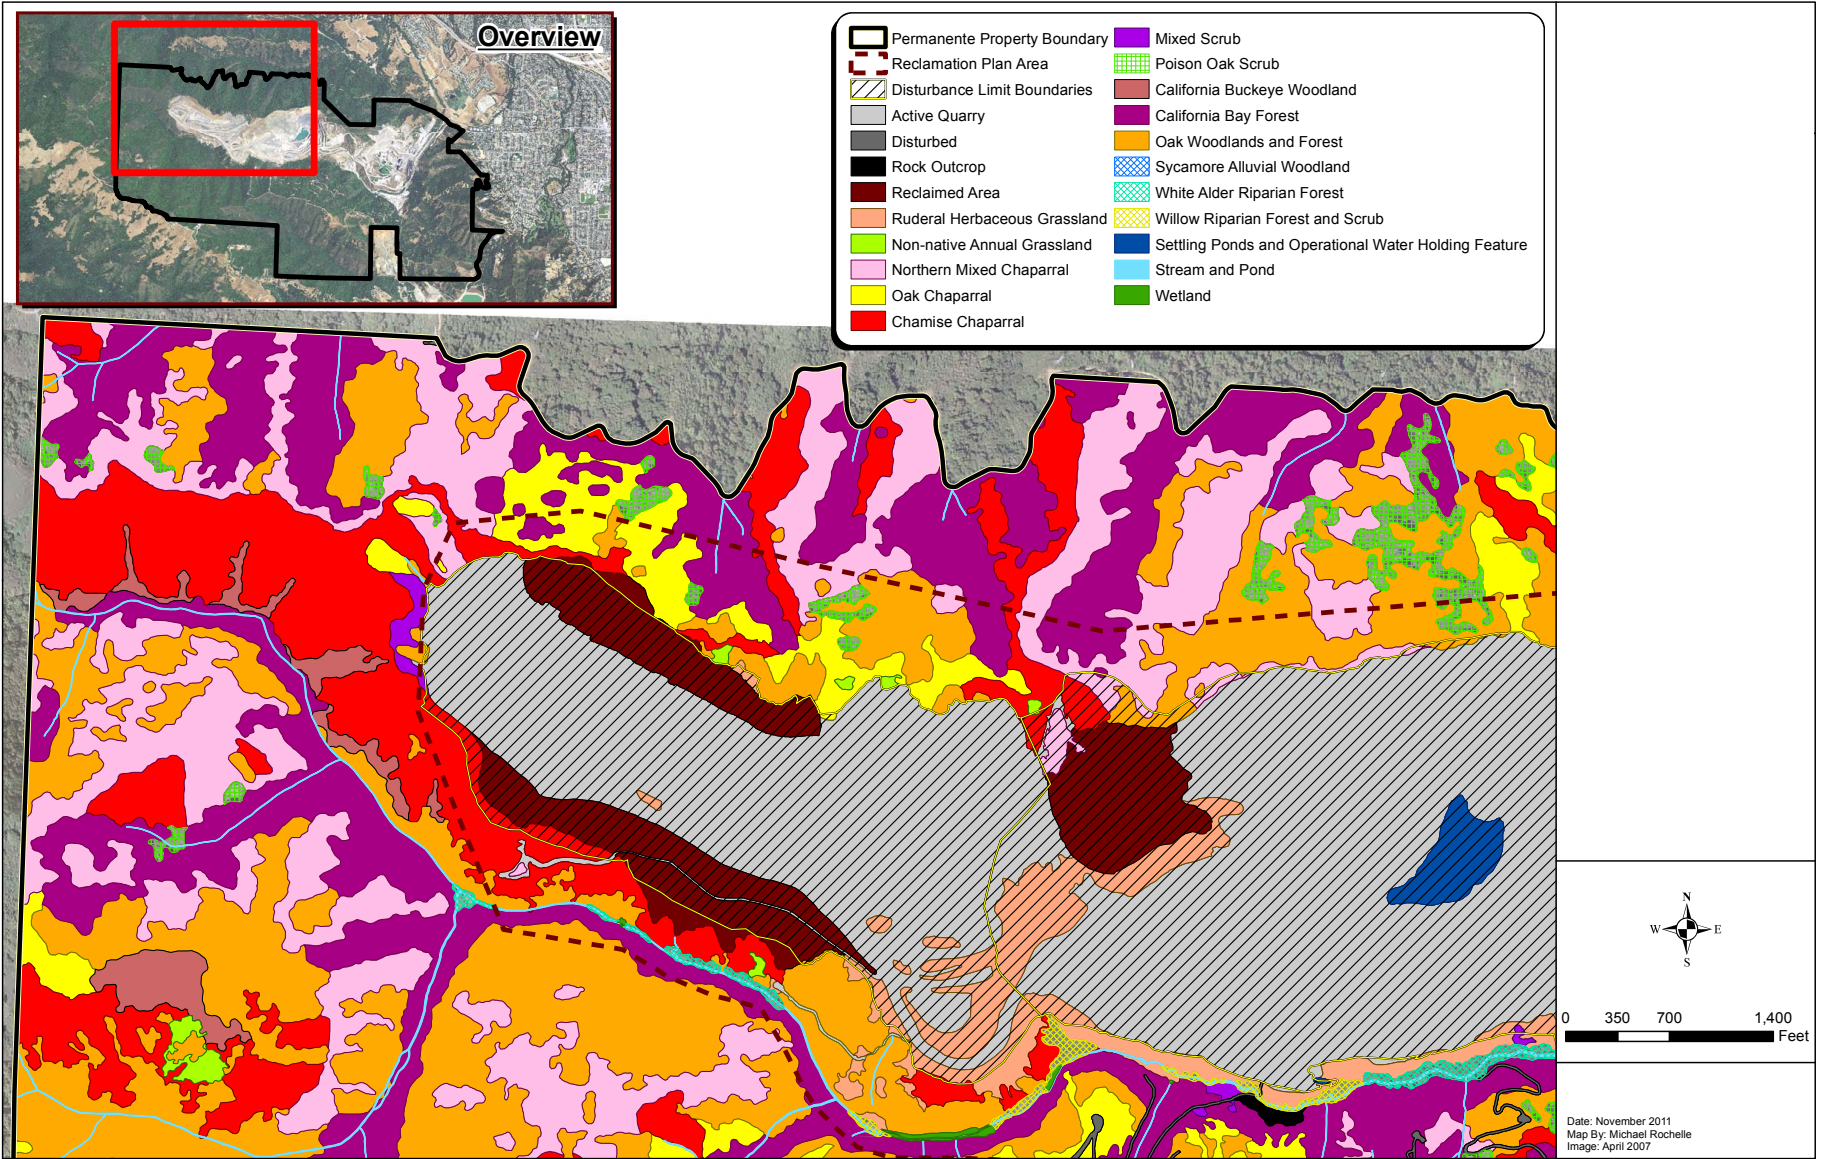 Overview
Permanente Property Boundary
Reclamation Plan Area
Disturbance Limit Boundaries
Active Quarry
Disturbed
Rock Outcrop
Reclaimed Area
Ruderal Herbaceous Grassland
Non-native Annual Grassland
Northern Mixed Chaparral
Oak Chaparral
Chamise Chaparral
Mixed Scrub
Poison Oak Scrub
California Buckeye Woodland
California Bay Forest
Oak Woodlands and Forest
Sycamore Alluvial Woodland
White Alder Riparian Forest
Willow Riparian Forest and Scrub
Settling Ponds and Operational Water Holding Feature
Stream and Pond
Wetland
N
W E
S
0 350 700 1,400
Feet
Date: November 2011
Map By: Michael Rochelle
Image: April 2007